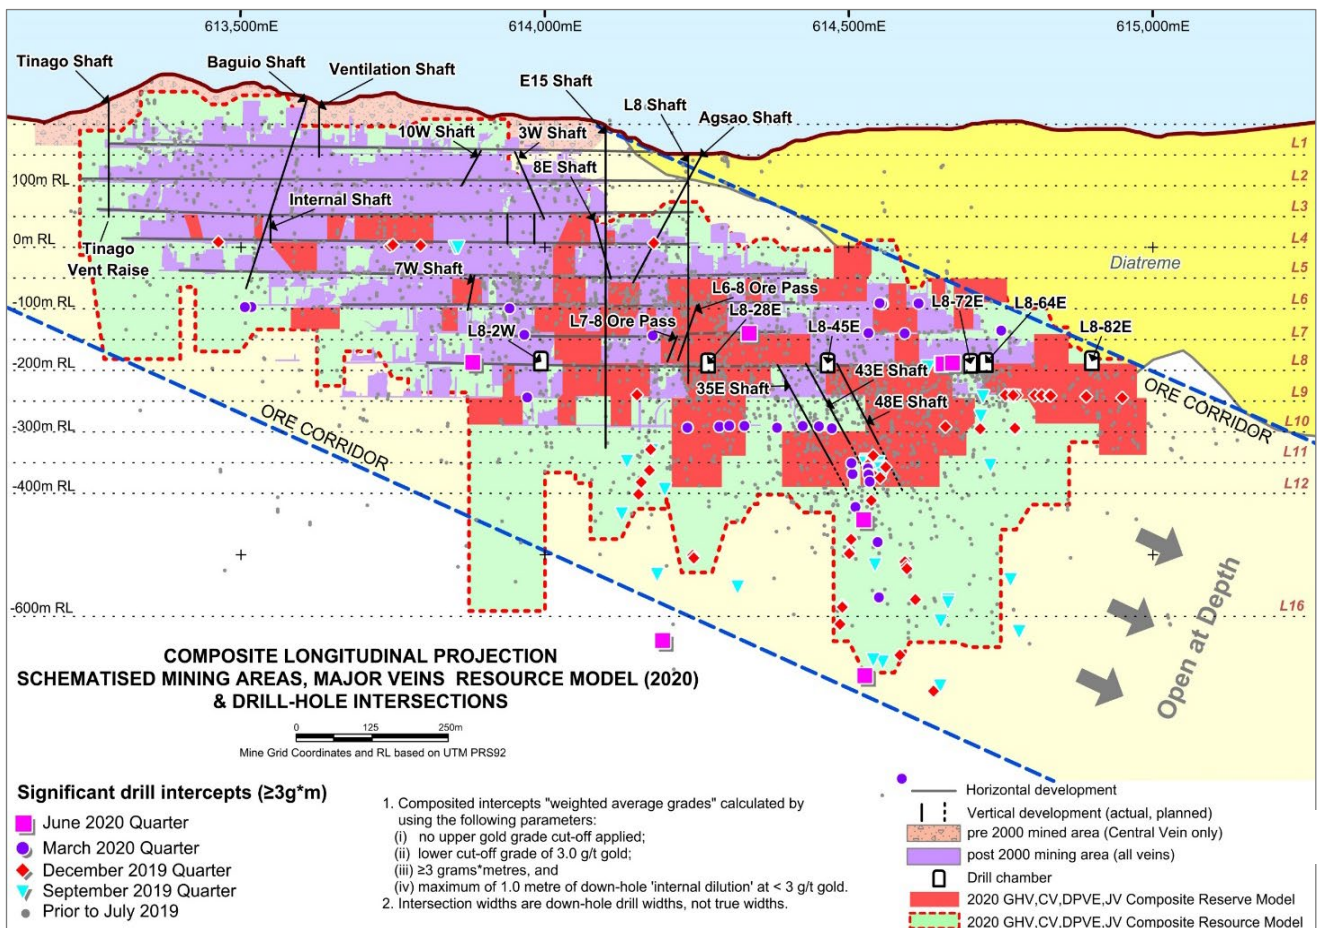 613,500mE
614,000mE
614,500mE
615,000mE
Tinago Shaft
Baguio Shaft
Ventilation Shaft
E15 Shaft
L8 Shaft
Agsao Shaft
10W Shaft
3W Shaft
8E Shaft
L1
L2
100m RL
Internal Shaft
L3
0m RL
L4
Tinago
Vent Raise
7W Shaft
Diatreme
L5
L6-8 Ore Pass
-100m RL
L6
L8-72E
L8-64E
L8-28E
L7-8 Ore Pass
L8-2W
L8-45E
L8-82E
L7
-200m RL
L8
43E Shaft
35E Shaft
48E Shaft
ORE CORRIDOR
L9
ORE CORRIDOR
-300m RL
L10
L11
-400m RL
L12
-600m RL
L16
Open at Depth
COMPOSITE LONGITUDINAL PROJECTION
SCHEMATISED MINING AREAS, MAJOR VEINS RESOURCE MODEL (2020)
& DRILL-HOLE INTERSECTIONS
0 125 250m
Mine Grid Coordinates and RL based on UTM PRS92
Significant drill intercepts (≥3g*m)
June 2020 Quarter
March 2020 Quarter
December 2019 Quarter
September 2019 Quarter
Prior to July 2019
1. Composited intercepts "weighted average grades" calculated by
using the following parameters:
(i) no upper gold grade cut-off applied;
(ii) lower cut-off grade of 3.0 g/t gold;
(iii) ≥3 grams*metres, and
(iv) maximum of 1.0 metre of down-hole 'internal dilution' at < 3 g/t gold.
2. Intersection widths are down-hole drill widths, not true widths.
Horizontal development
Vertical development (actual, planned)
pre 2000 mined area (Central Vein only)
post 2000 mining area (all veins)
Drill chamber
2020 GHV,CV,DPVE,JV Composite Reserve Model
2020 GHV,CV,DPVE,JV Composite Resource Model